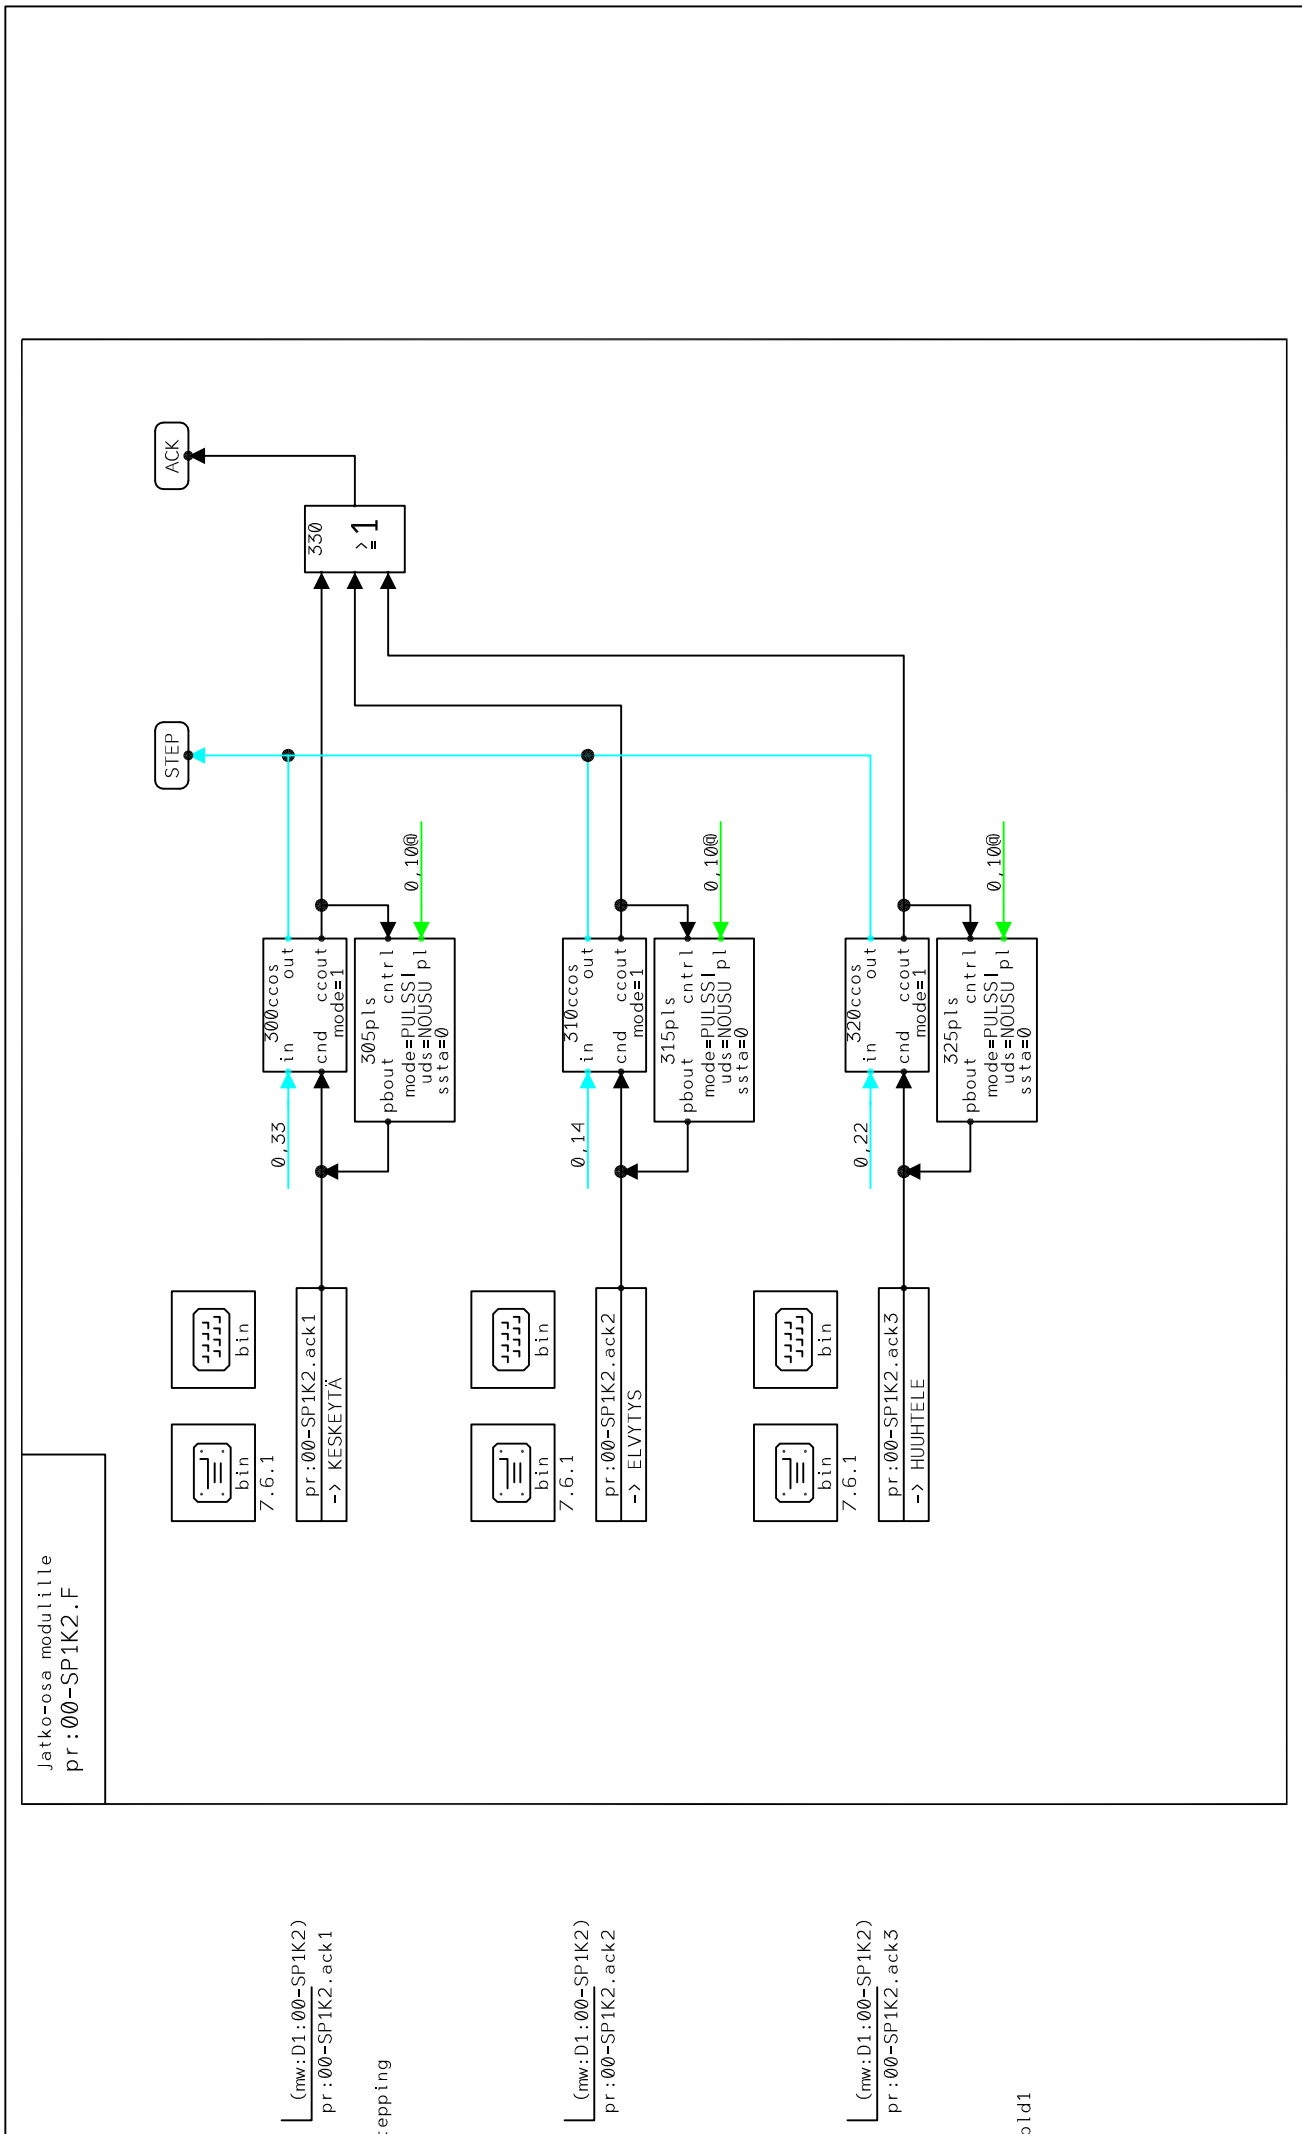 Jatko-osa modulille
pr:00-SP1K2.F
bin
7.6.1
bin
pr:00-SP1K2.ack1
-> KESKEYTÄ
0,33
300ccos
in out
cnd ccout
mode=1
305pls
pbout cntrl
mode=PULSSI
uds=NOUSU pl
ssta=0
0,10@
STEP
ACK
330
>=1
bin
7.6.1
bin
pr:00-SP1K2.ack2
-> ELVYTYS
0,14
310ccos
in out
cnd ccout
mode=1
315pls
pbout cntrl
mode=PULSSI
uds=NOUSU pl
ssta=0
0,10@
bin
7.6.1
bin
pr:00-SP1K2.ack3
-> HUUHTELE
0,22
320ccos
in out
cnd ccout
mode=1
325pls
pbout cntrl
mode=PULSSI
uds=NOUSU pl
ssta=0
0,10@
(mw:D1:00-SP1K2)
pr:00-SP1K2.ack1
(mw:D1:00-SP1K2)
pr:00-SP1K2.ack2
(mw:D1:00-SP1K2)
pr:00-SP1K2.ack3